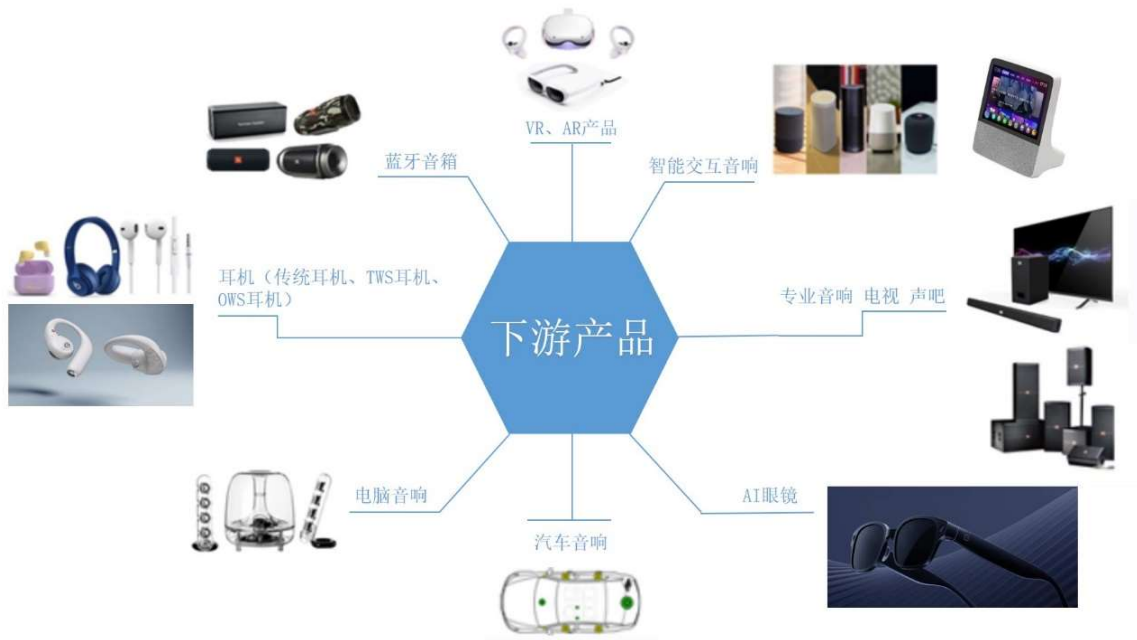 VR、AR产品
蓝牙音箱
智能交互音响
耳机（传统耳机、TWS耳机、
OWS耳机）
下游产品
专业音响 电视 声吧
电脑音响
AI眼镜
汽车音响